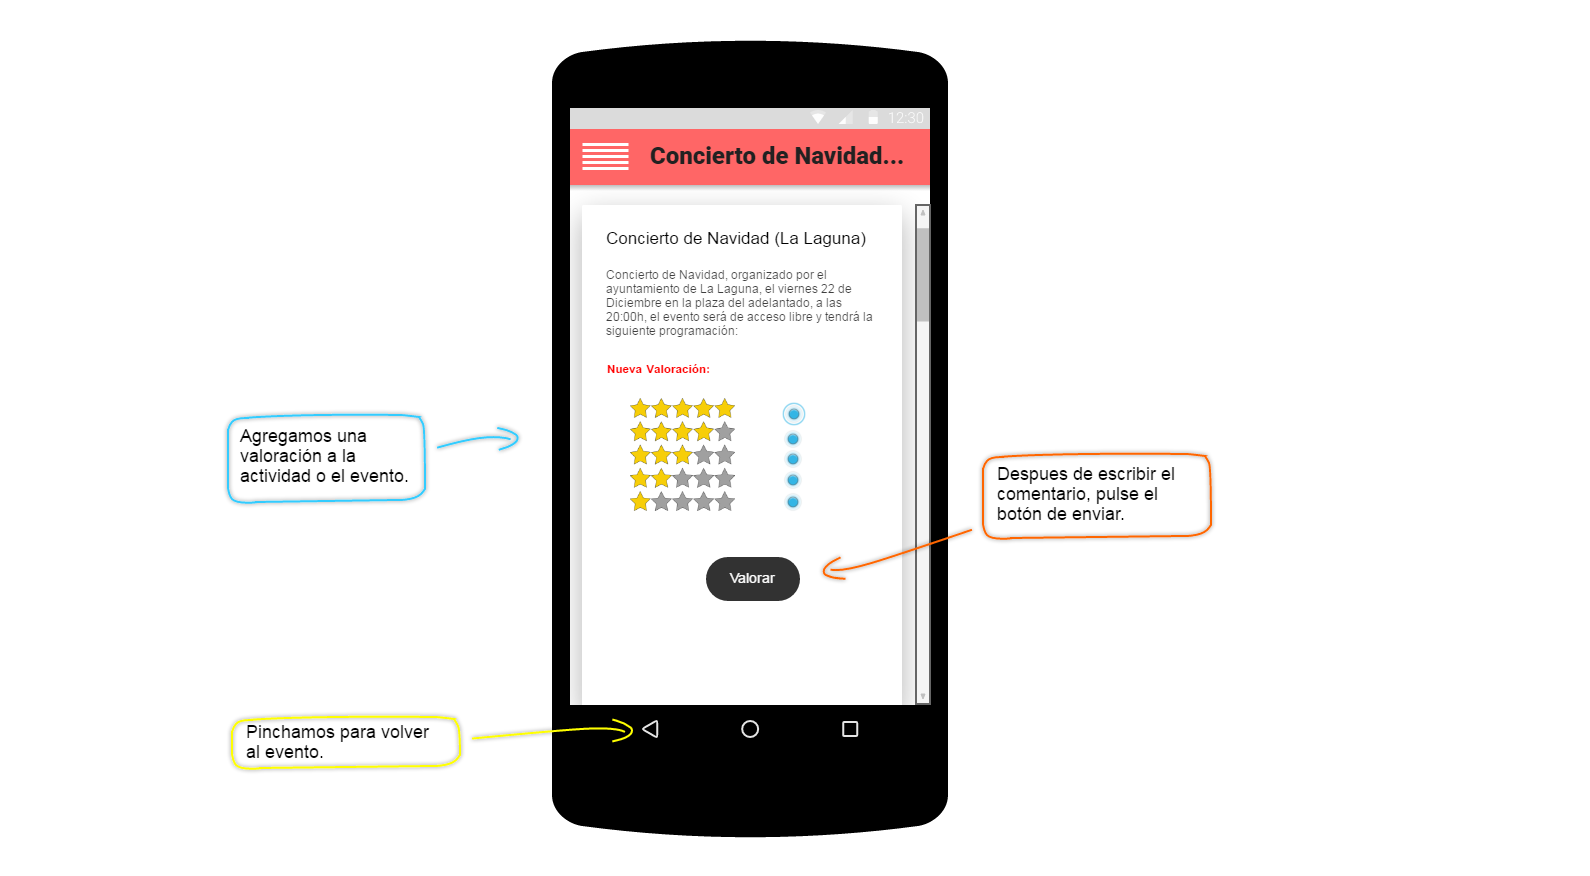 12:30
Concierto de Navidad...
Concierto de Navidad (La Laguna)
Concierto de Navidad, organizado por el
ayuntamiento de La Laguna, el viernes 22 de
Diciembre en la plaza del adelantado, a las
20:00h, el evento será de acceso libre y tendrá la
siguiente programación:
Nueva Valoración:
Agregamos una
valoración a la
actividad o el evento.
Despues de escribir el
comentario, pulse el
botón de enviar.
Valorar
Pinchamos para volver
al evento.